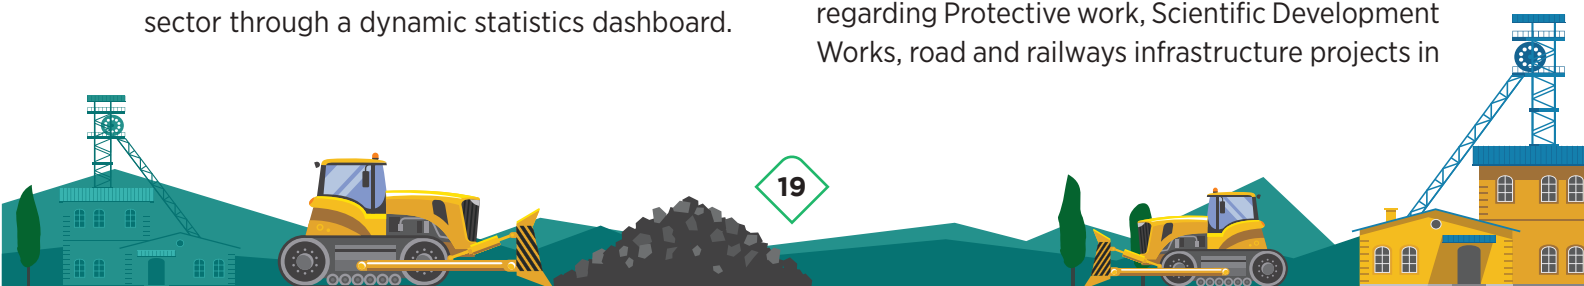 sector through a dynamic statistics dashboard.
regarding Protective work, Scientific Development
Works, road and railways infrastructure projects in
19